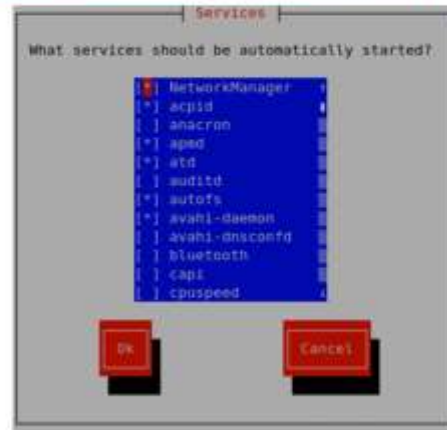 Services
What services should be automatically started?
[*] NetworkManager
[*] acpid
[ ] anacron
[*] apmd
[*] atd
[ ] auditd
[*] autofs
[*] avahi-daemon
[ ] avahi-dnsconfd
[ ] bluetooth
[ ] capi
[ ] cpuspeed
Ok
Cancel